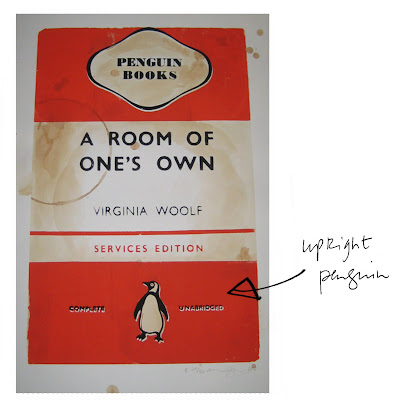 PENGUIN
BOOKS
A ROOM OF
ONE'S OWN
VIRGINIA WOOLF
SERVICES EDITION
COMPLETE UNABRIDGED
upright
penguin